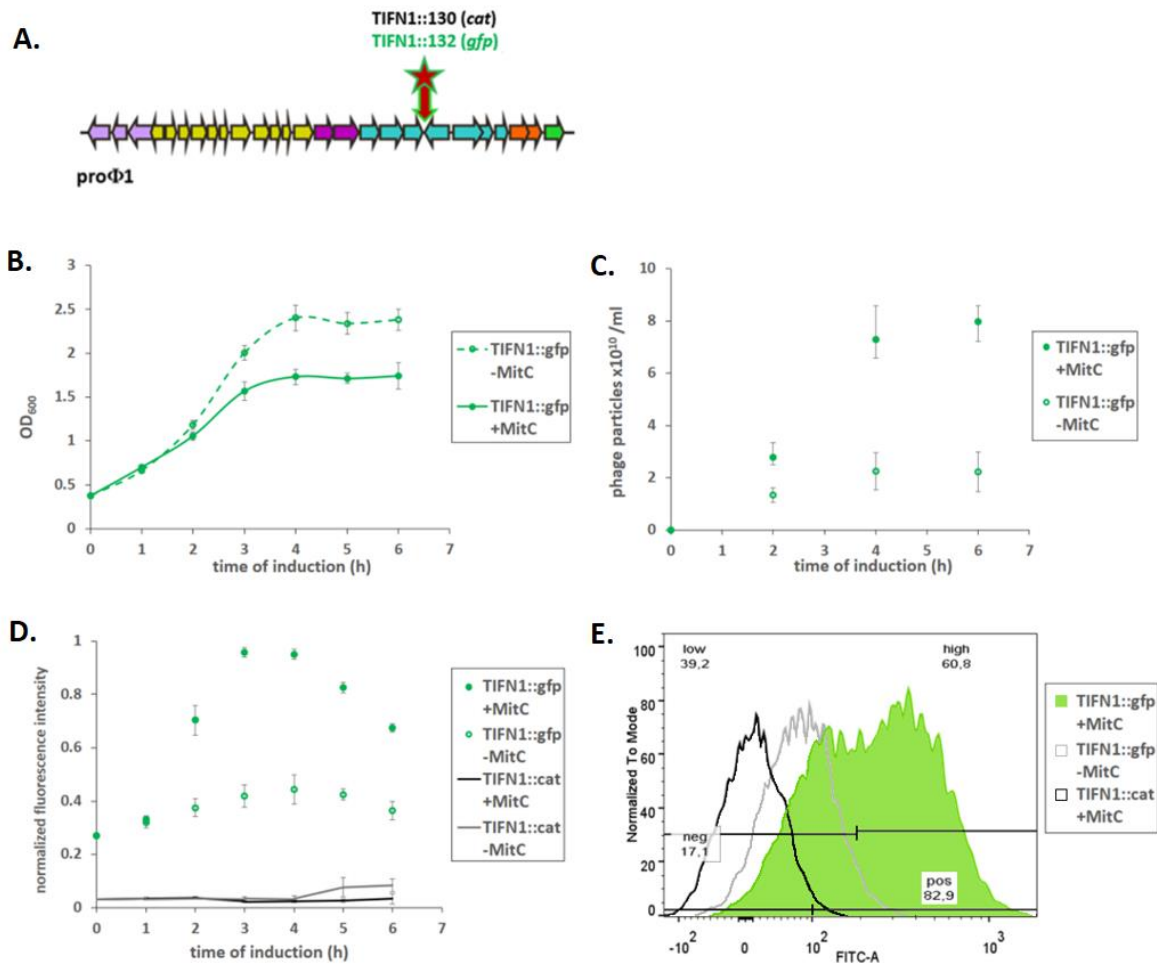 A.
TIFN1::130 (cat)
TIFN1::132 (gfp)
proΦ1
B.
3
2.5
2
1.5
1
0.5
0
OD600
0 1 2 3 4 5 6 7
time of induction (h)
TIFN1::gfp
-MitC
TIFN1::gfp
+MitC
C.
10
8
6
4
2
0
phage particles x10^10 /ml
0 1 2 3 4 5 6 7
time of induction (h)
TIFN1::gfp
+MitC
TIFN1::gfp
-MitC
D.
1
0.8
0.6
0.4
0.2
0
normalized fluorescence intensity
0 1 2 3 4 5 6 7
time of induction (h)
TIFN1::gfp
+MitC
TIFN1::gfp
-MitC
TIFN1::cat
+MitC
TIFN1::cat
-MitC
E.
100
80
60
40
20
0
Normalized To Mode
low
39,2
high
60,8
neg
17,1
pos
82,9
-10^2 0 10^2 10^3
FITC-A
TIFN1::gfp
+MitC
TIFN1::gfp
-MitC
TIFN1::cat
+MitC